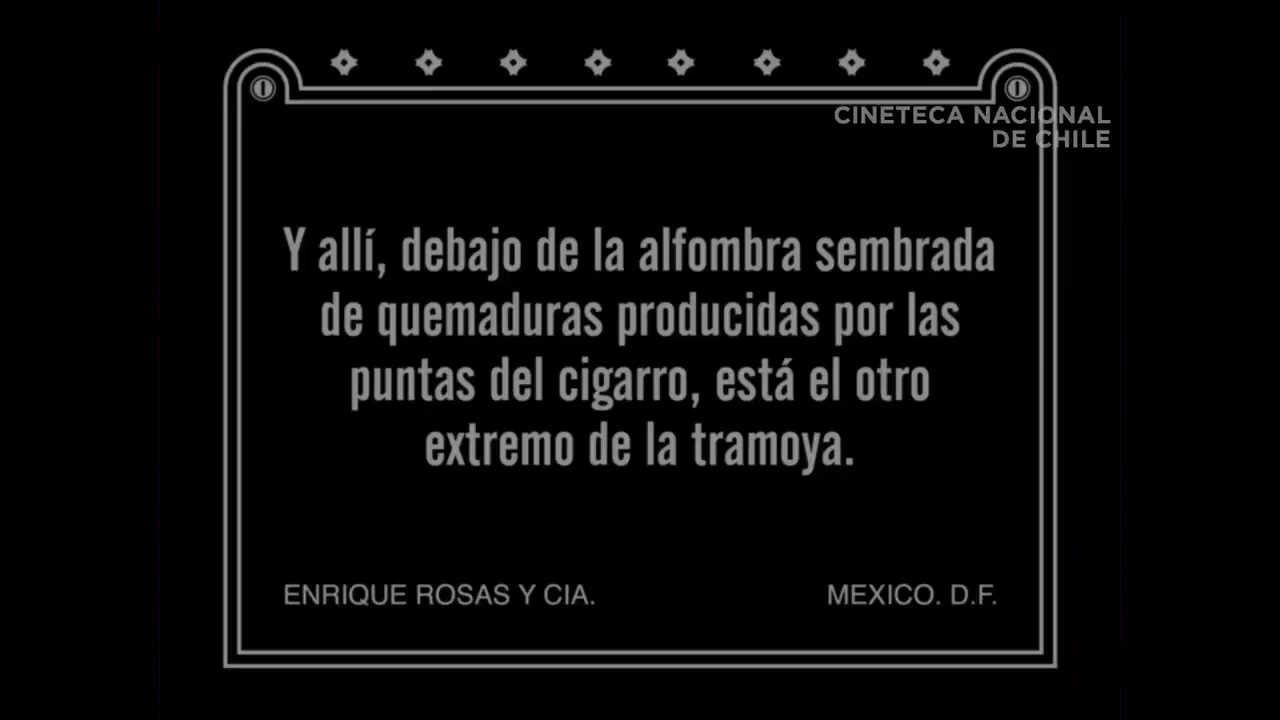 CINETECA NACIONAL
DE CHILE
Y allí, debajo de la alfombra sembrada
de quemaduras producidas por las
puntas del cigarro, está el otro
extremo de la tramoya.
ENRIQUE ROSAS Y CIA.
MEXICO. D.F.